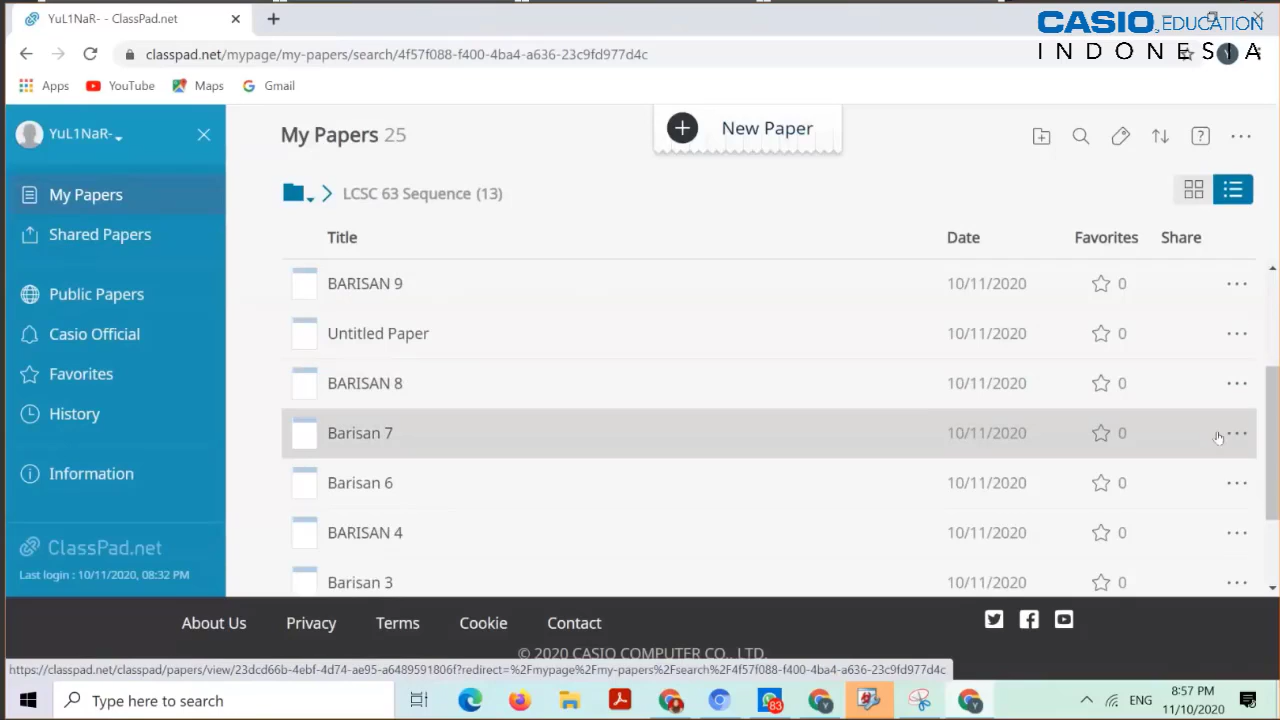 YuL1NaR- - ClassPad.net
CASIO EDUCATION
INDONESIA
classpad.net/mypage/my-papers/search/4f57f088-f400-4ba4-a636-23c9fd977d4c
Apps YouTube Maps Gmail
YuL1NaR-
My Papers 25
New Paper
My Papers
LCSC 63 Sequence (13)
Shared Papers
Title Date Favorites Share
BARISAN 9 10/11/2020 0
Public Papers
Untitled Paper 10/11/2020 0
Casio Official
Favorites
BARISAN 8 10/11/2020 0
History
Barisan 7 10/11/2020 0
Information
Barisan 6 10/11/2020 0
BARISAN 4 10/11/2020 0
ClassPad.net
Last login : 10/11/2020, 08:32 PM
Barisan 3 10/11/2020 0
About Us Privacy Terms Cookie Contact
© 2020 CASIO COMPUTER CO., LTD.
https://classpad.net/classpad/papers/view/23dcd66b-4ebf-4d74-ae95-a6489591806f?redirect=%2Fmypage%2Fmy-papers%2Fsearch%2F4f57f088-f400-4ba4-a636-23c9fd977d4c
Type here to search
83
ENG
8:57 PM
11/10/2020